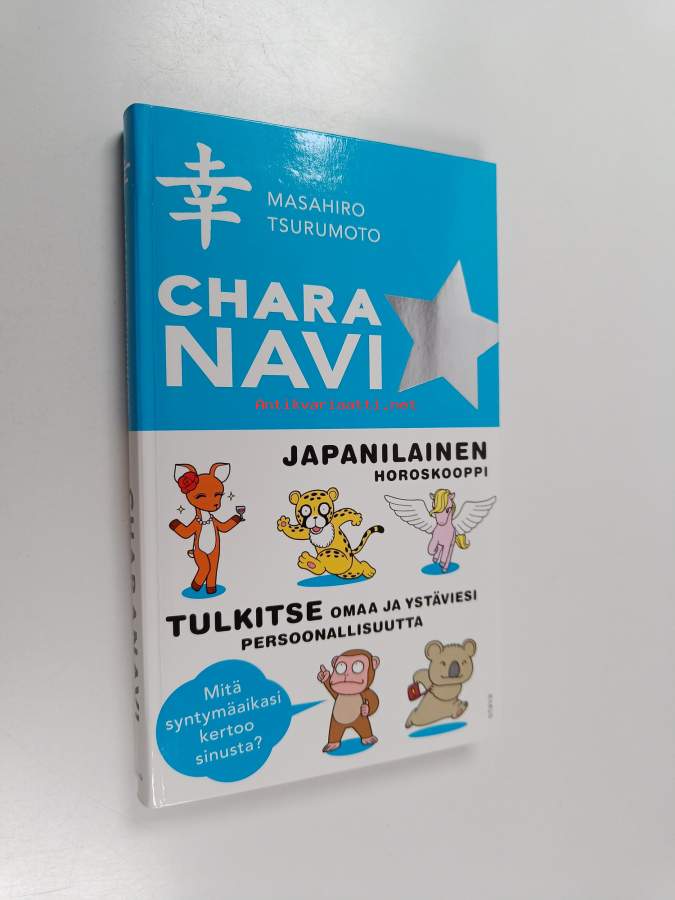 幸
MASAHIRO
TSURUMOTO
CHARA
NAVI
Antikvariaatti.net
JAPANILAINEN
HOROSKOOPPI
TULKITSE OMAA JA YSTÄVIESI
PERSOONALLISUUTTA
Mitä
syntymäaikasi
kertoo
sinusta?
CHARANAVI